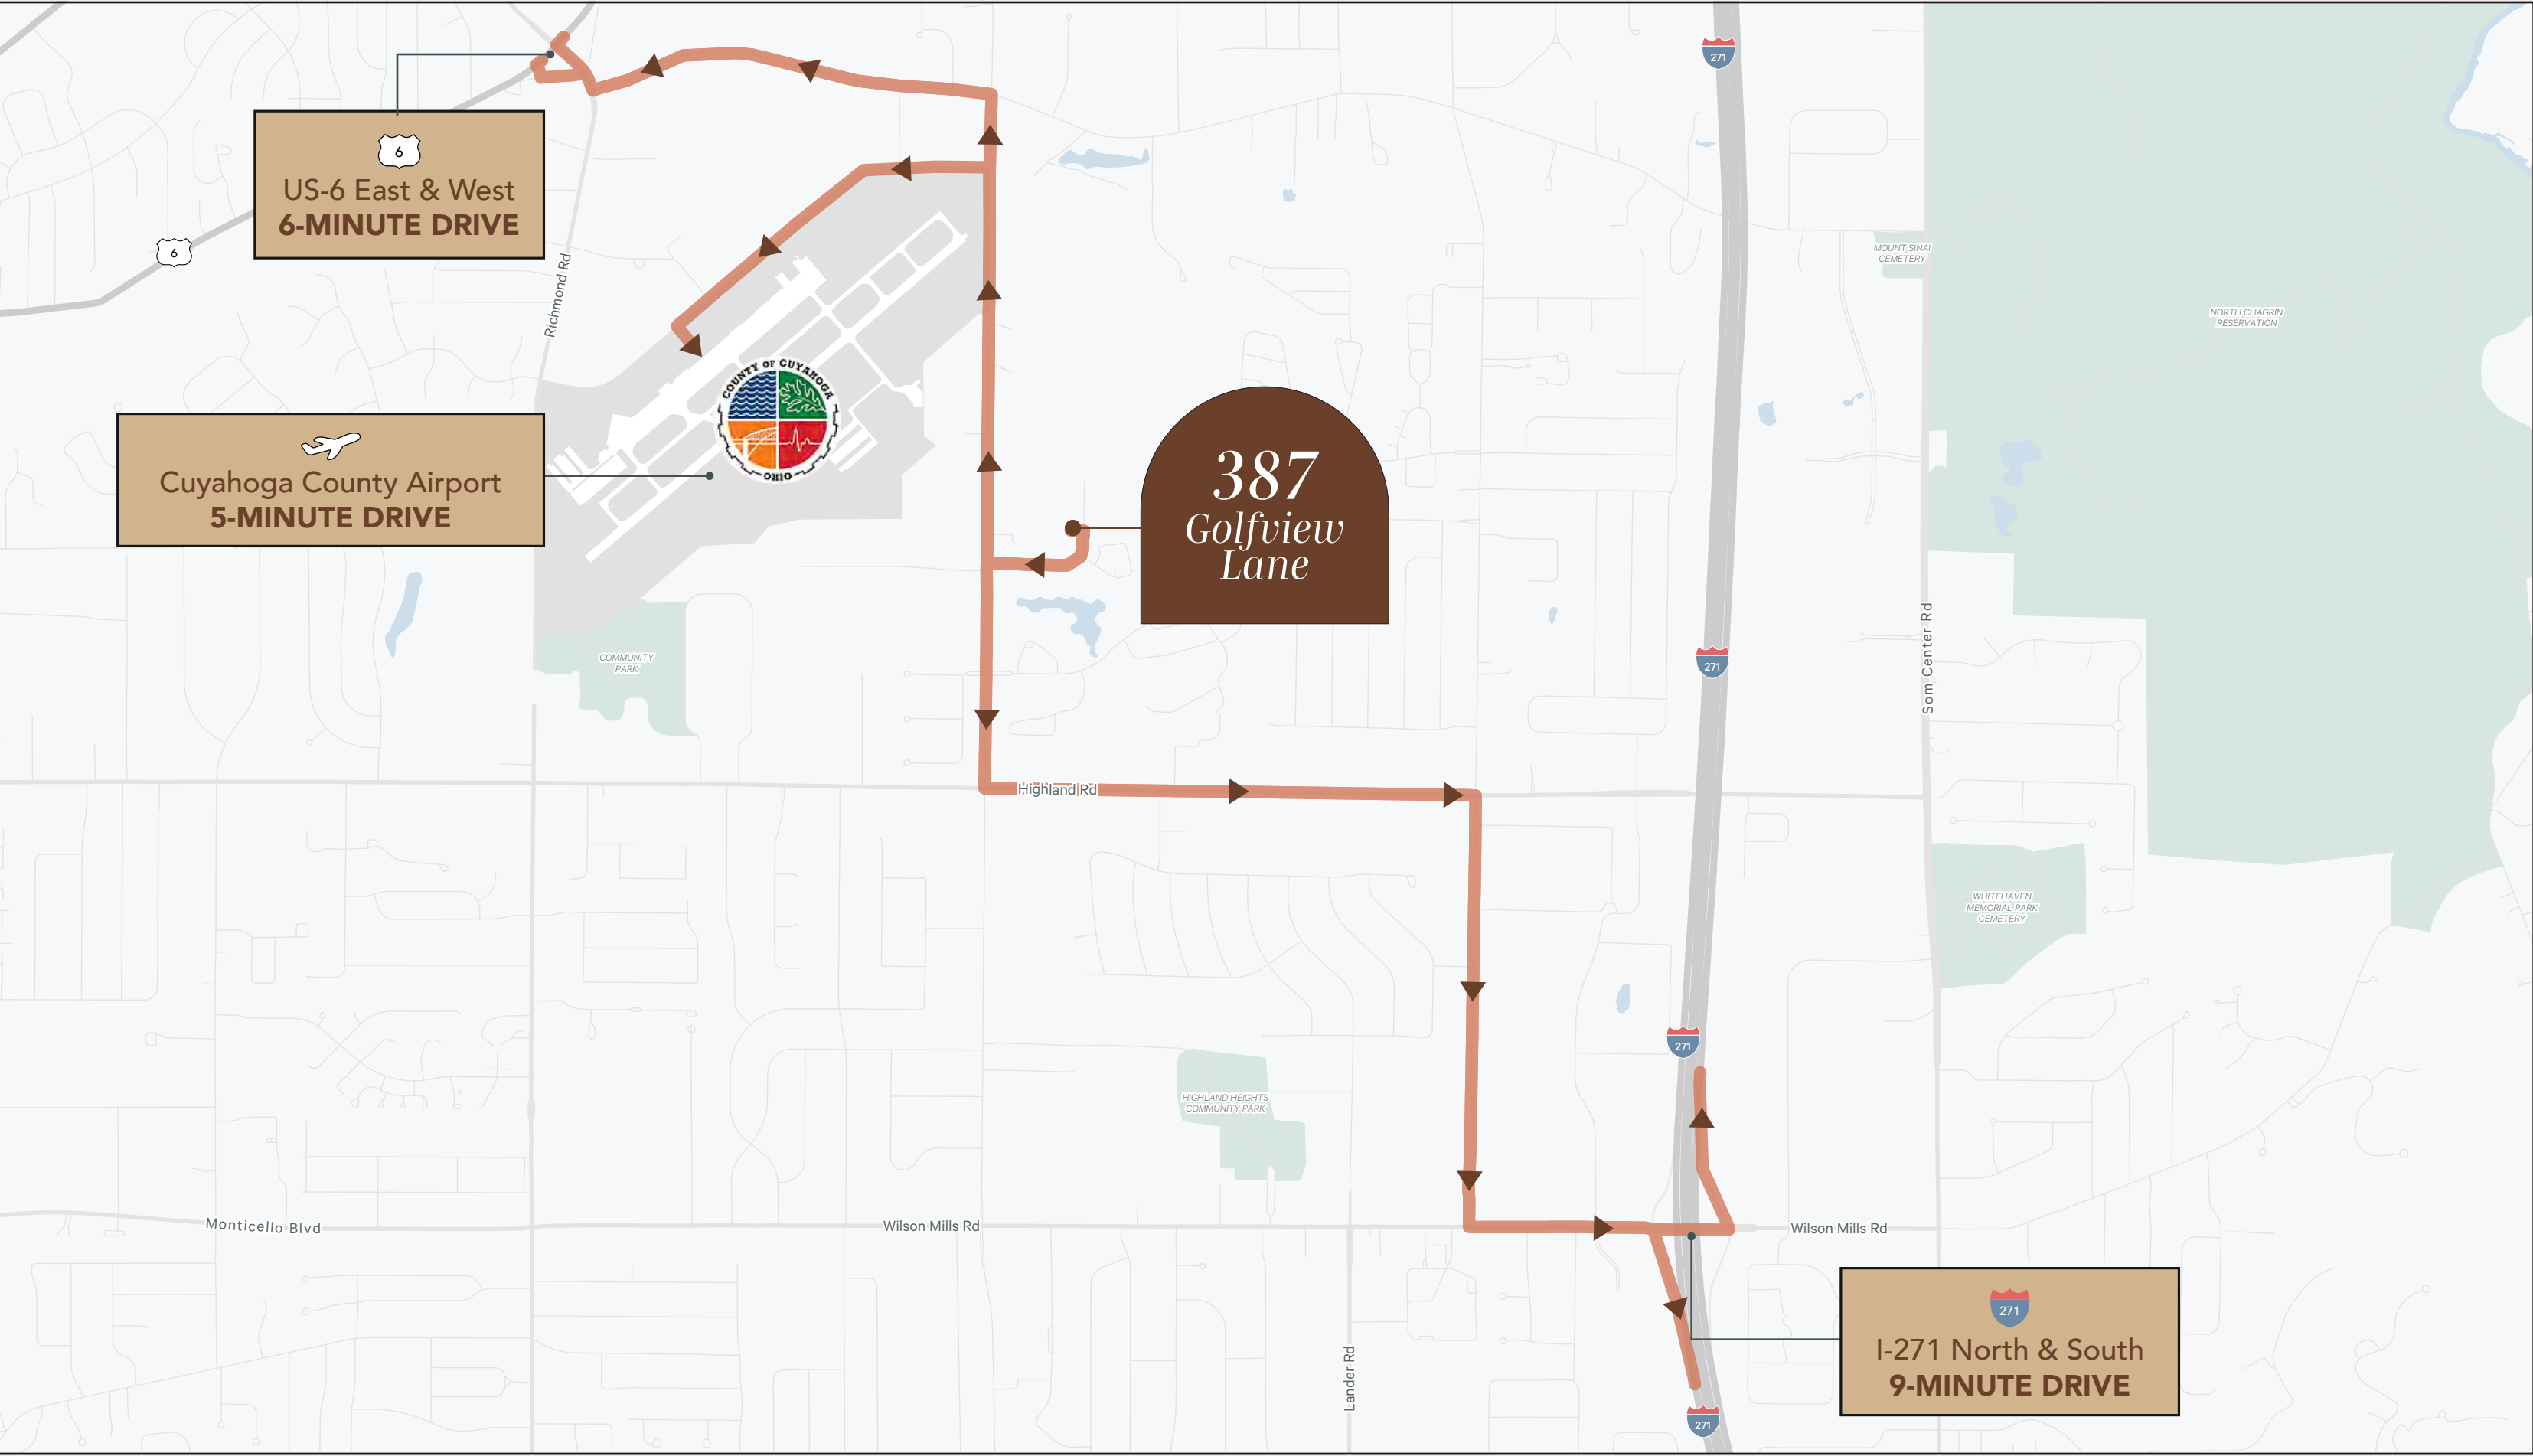 271
6
US-6 East & West
6-MINUTE DRIVE
6
Richmond Rd
MOUNT SINAI
CEMETERY
NORTH CHAGRIN
RESERVATION
COUNTY OF CUYAHOGA
OHIO
Cuyahoga County Airport
5-MINUTE DRIVE
387
Golfview
Lane
COMMUNITY
PARK
271
Som Center Rd
Highland Rd
WHITEHAVEN
MEMORIAL PARK
CEMETERY
271
HIGHLAND HEIGHTS
COMMUNITY PARK
Monticello Blvd
Wilson Mills Rd
Wilson Mills Rd
271
I-271 North & South
9-MINUTE DRIVE
Lander Rd
271